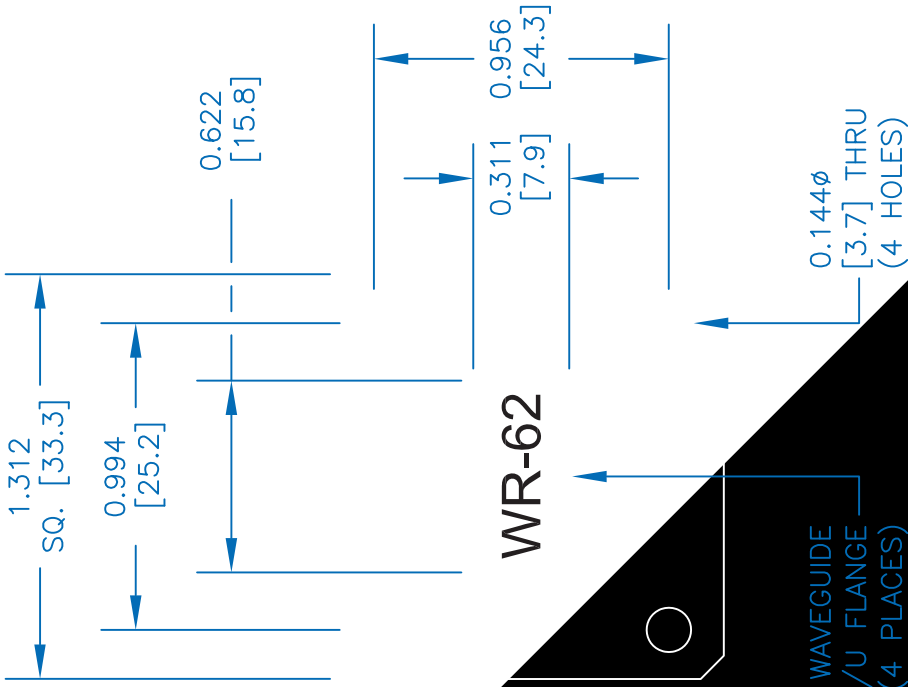 1.312
SQ. [33.3]
0.994
[25.2]
0.622
[15.8]
0.956
[24.3]
0.311
[7.9]
WR-62
0.144ø
[3.7] THRU
(4 HOLES)
WAVEGUIDE
/U FLANGE
(4 PLACES)